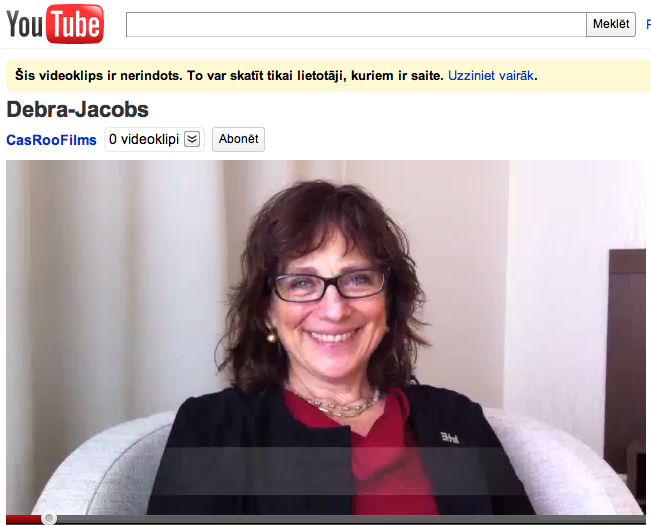 YouTube
Meklēt
Šis videoklips ir nerindots. To var skatīt tikai lietotāji, kuriem ir saite. Uzziniet vairāk.
Debra-Jacobs
CasRooFilms 0 videoklipi Abonēt